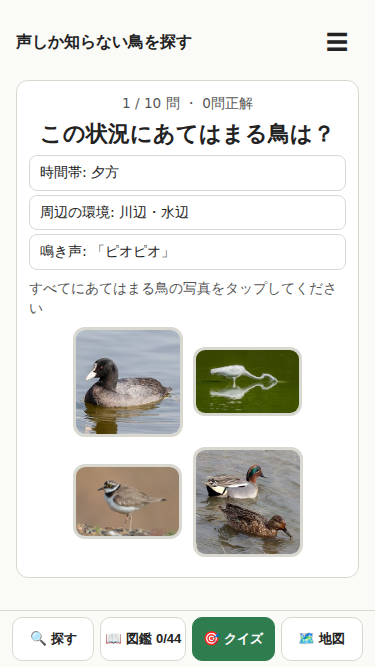 声しか知らない鳥を探す
☰
1 / 10 問 ・ 0問正解
この状況にあてはまる鳥は？
時間帯: 夕方
周辺の環境: 川辺・水辺
鳴き声: 「ピオピオ」
すべてにあてはまる鳥の写真をタップしてくださ
い
🔍 探す
📖 図鑑 0/44
🎯 クイズ
🗺️ 地図